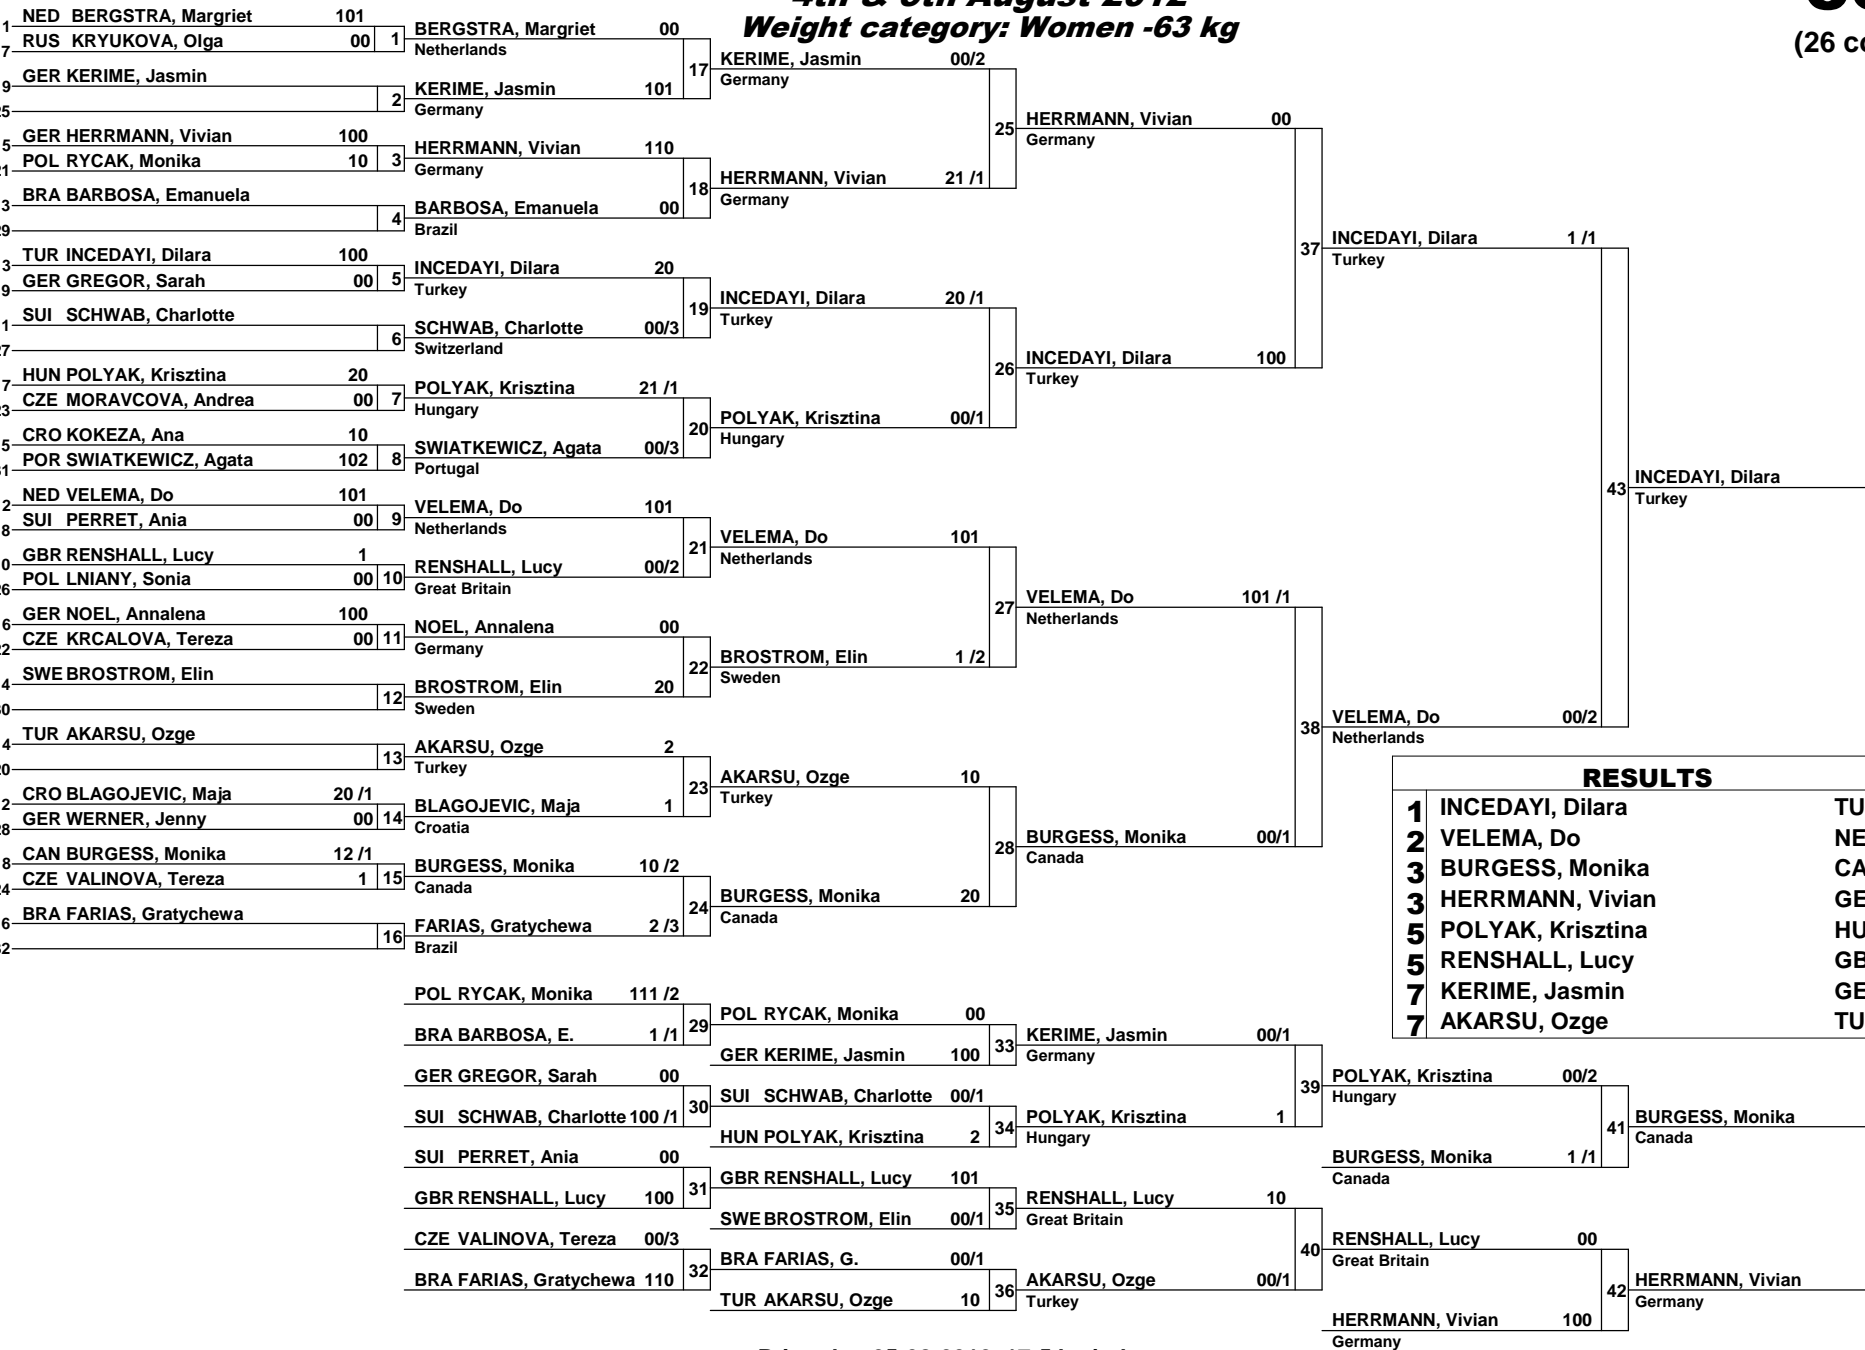 Weight category: Women -63 kg
(26
NED BERGSTRA, Margriet 101
RUS KRYUKOVA, Olga 00
1
GER KERIME, Jasmin
2
GER HERRMANN, Vivian 100
POL RYCAK, Monika 10
3
BRA BARBOSA, Emanuela
4
TUR INCEDAYI, Dilara 100
GER GREGOR, Sarah 00
5
SUI SCHWAB, Charlotte
6
HUN POLYAK, Krisztina 20
CZE MORAVCOVA, Andrea 00
7
CRO KOKEZA, Ana 10
POR SWIATKEWICZ, Agata 102
8
NED VELEMA, Do 101
SUI PERRET, Ania 00
9
GBR RENSHALL, Lucy 1
POL LNIANY, Sonia 00
10
GER NOEL, Annalena 100
CZE KRCALOVA, Tereza 00
11
SWE BROSTROM, Elin
12
TUR AKARSU, Ozge
13
CRO BLAGOJEVIC, Maja 20 /1
GER WERNER, Jenny 00
14
CAN BURGESS, Monika 12 /1
CZE VALINOVA, Tereza 1
15
BRA FARIAS, Gratychewa
16
BERGSTRA, Margriet 00
Netherlands
17
KERIME, Jasmin 101
Germany
HERRMANN, Vivian 110
Germany
18
BARBOSA, Emanuela 00
Brazil
INCEDAYI, Dilara 20
Turkey
19
SCHWAB, Charlotte 00/3
Switzerland
POLYAK, Krisztina 21 /1
Hungary
20
SWIATKEWICZ, Agata 00/3
Portugal
VELEMA, Do 101
Netherlands
21
RENSHALL, Lucy 00/2
Great Britain
NOEL, Annalena 00
Germany
22
BROSTROM, Elin 20
Sweden
AKARSU, Ozge 2
Turkey
23
BLAGOJEVIC, Maja 1
Croatia
BURGESS, Monika 10 /2
Canada
24
FARIAS, Gratychewa 2 /3
Brazil
KERIME, Jasmin 00/2
Germany
25
HERRMANN, Vivian 21 /1
Germany
INCEDAYI, Dilara 20 /1
Turkey
26
POLYAK, Krisztina 00/1
Hungary
VELEMA, Do 101
Netherlands
27
BROSTROM, Elin 1 /2
Sweden
AKARSU, Ozge 10
Turkey
28
BURGESS, Monika 20
Canada
HERRMANN, Vivian 00
Germany
37
INCEDAYI, Dilara 100
Turkey
VELEMA, Do 101 /1
Netherlands
38
BURGESS, Monika 00/1
Canada
INCEDAYI, Dilara 1 /1
Turkey
43
VELEMA, Do 00/2
Netherlands
INCEDAYI, Dilara
Turkey
RESULTS
1 INCEDAYI, Dilara TU
2 VELEMA, Do NE
3 BURGESS, Monika CA
3 HERRMANN, Vivian GE
5 POLYAK, Krisztina HU
5 RENSHALL, Lucy GB
7 KERIME, Jasmin GE
7 AKARSU, Ozge TU
POL RYCAK, Monika 111 /2
29
BRA BARBOSA, E. 1 /1
GER GREGOR, Sarah 00
30
SUI SCHWAB, Charlotte 100 /1
SUI PERRET, Ania 00
31
GBR RENSHALL, Lucy 100
CZE VALINOVA, Tereza 00/3
32
BRA FARIAS, Gratychewa 110
POL RYCAK, Monika 00
33
GER KERIME, Jasmin 100
SUI SCHWAB, Charlotte 00/1
34
HUN POLYAK, Krisztina 2
GBR RENSHALL, Lucy 101
35
SWE BROSTROM, Elin 00/1
BRA FARIAS, G. 00/1
36
TUR AKARSU, Ozge 10
KERIME, Jasmin 00/1
Germany
39
POLYAK, Krisztina 1
Hungary
RENSHALL, Lucy 10
Great Britain
40
AKARSU, Ozge 00/1
Turkey
POLYAK, Krisztina 00/2
Hungary
41
BURGESS, Monika 1 /1
Canada
RENSHALL, Lucy 00
Great Britain
42
HERRMANN, Vivian 100
Germany
BURGESS, Monika
Canada
HERRMANN, Vivian
Germany